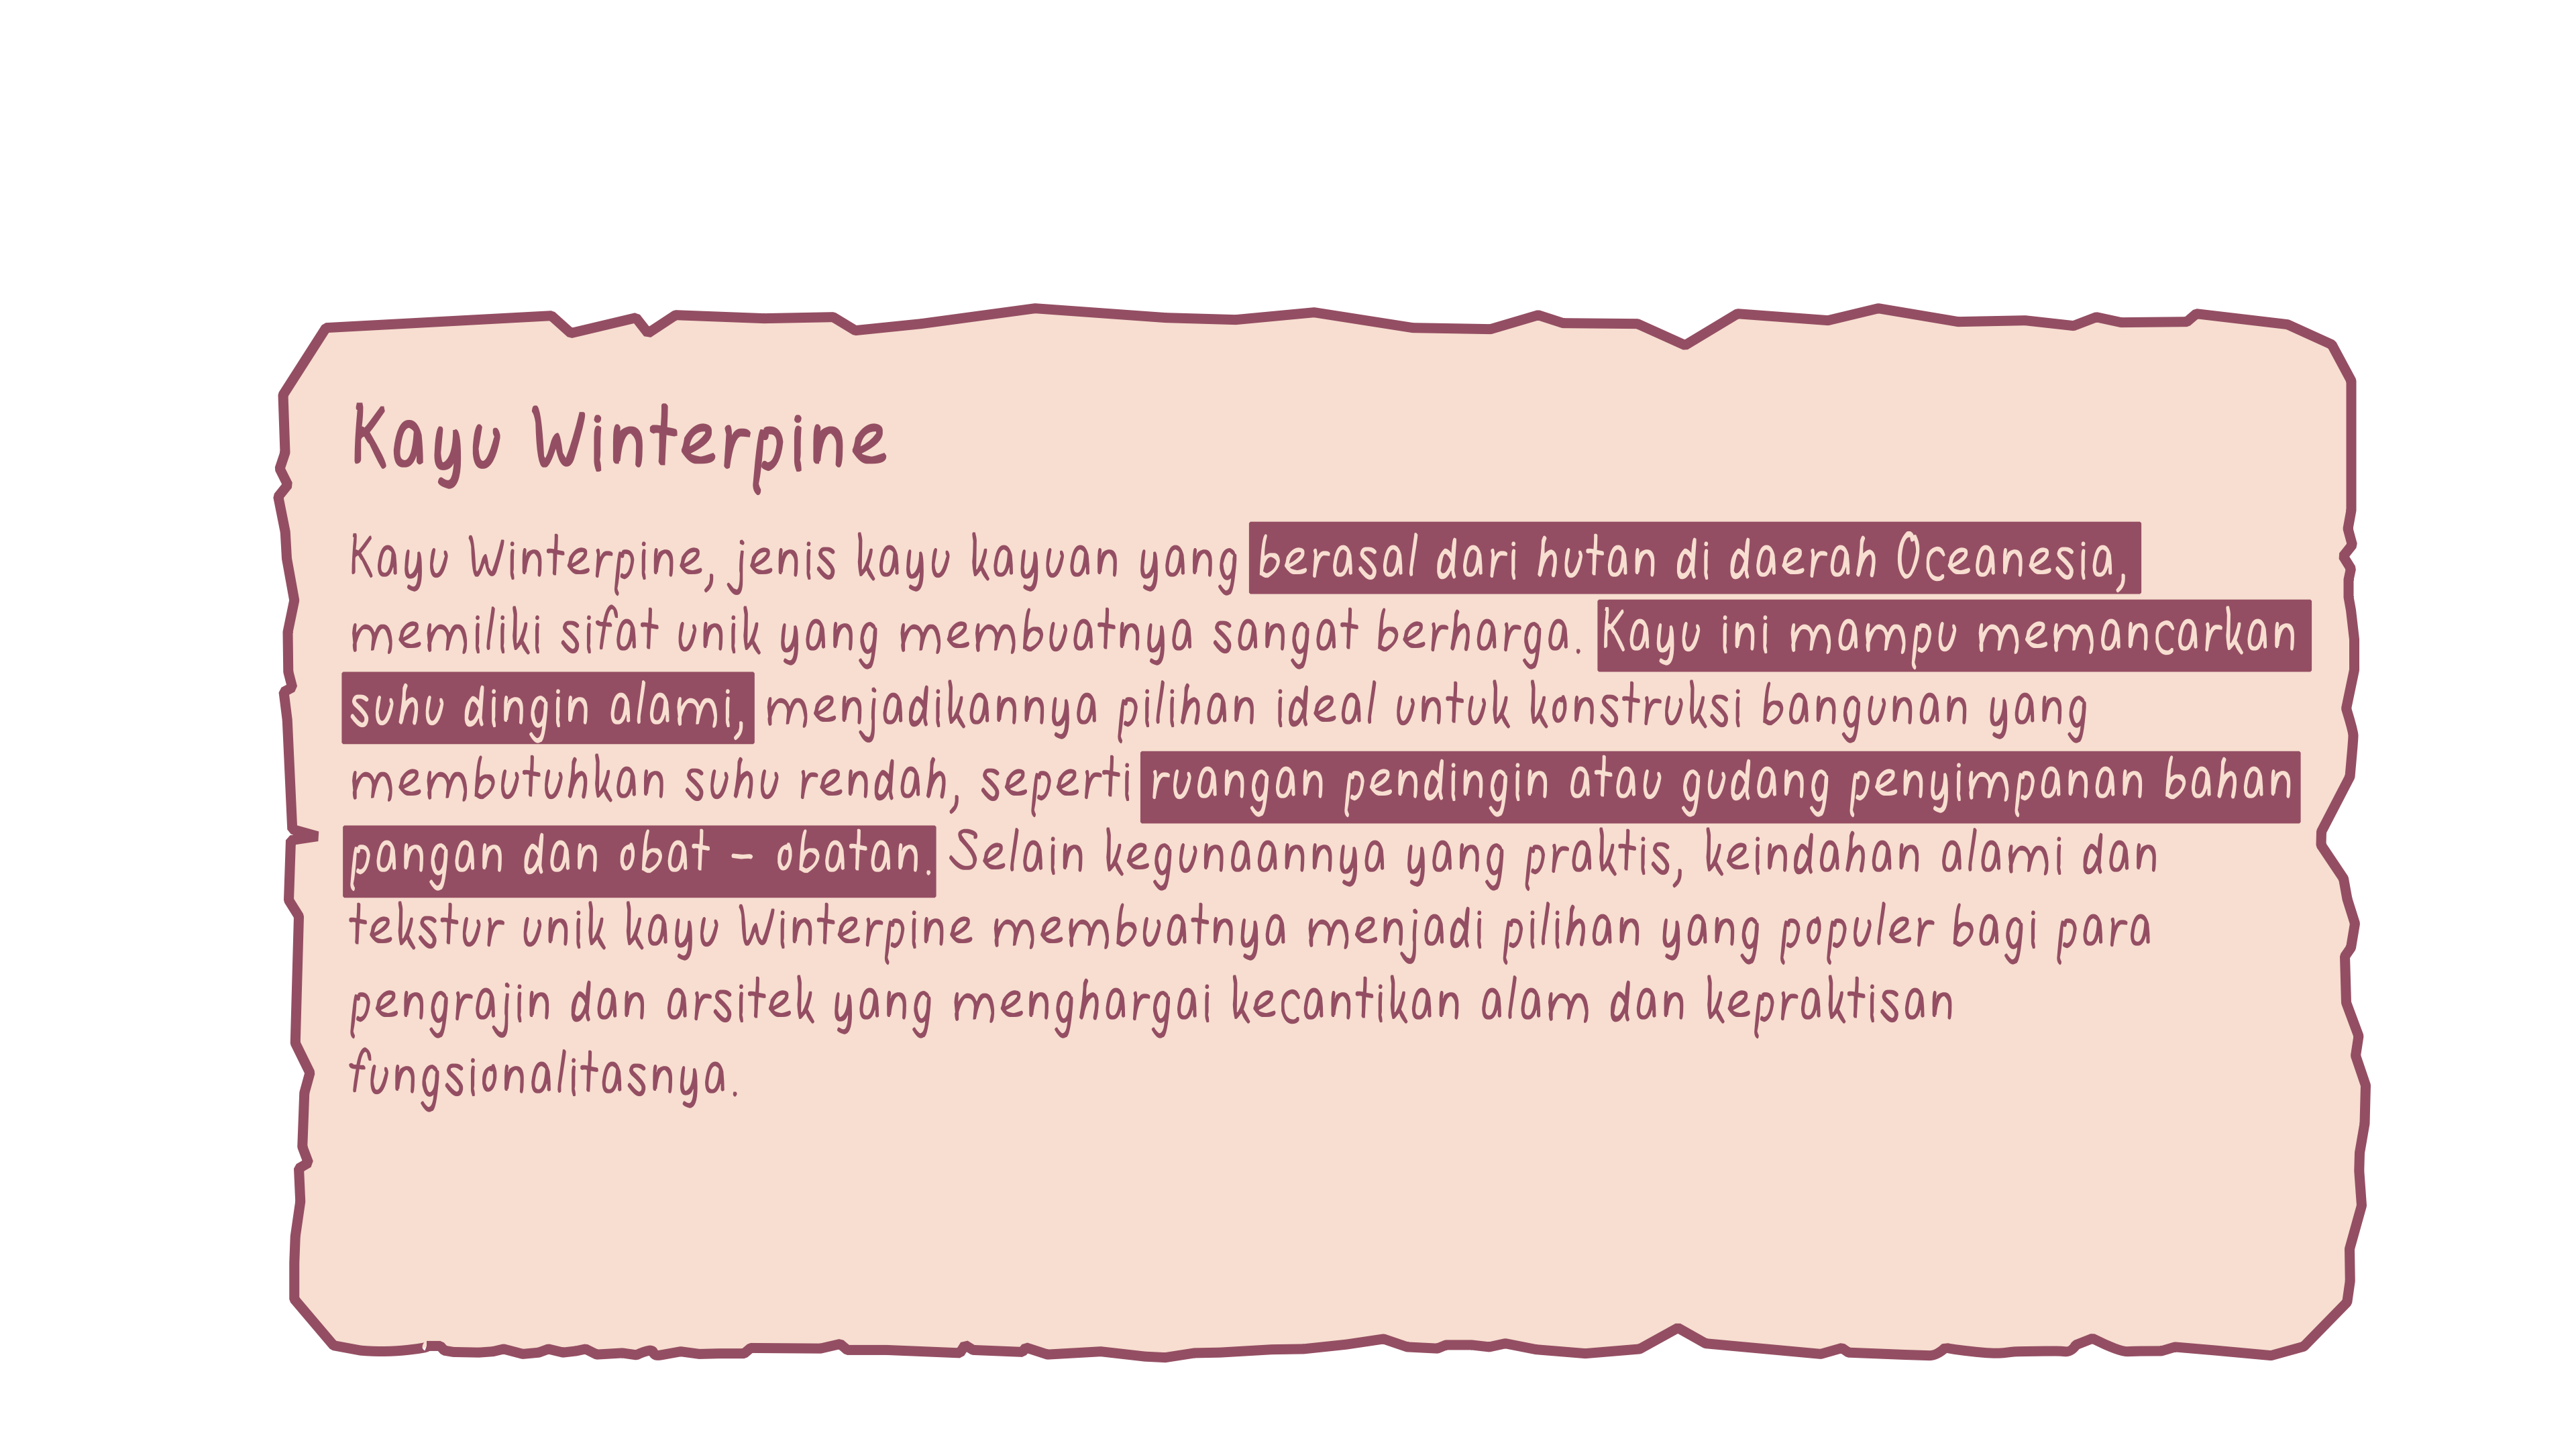 Kayu Winterpine
Kayu Winterpine, jenis kayu kayuan yang berasal dari hutan di daerah Oceanesia,
memiliki sifat unik yang membuatnya sangat berharga. Kayu ini mampu memancarkan
suhu dingin alami, menjadikannya pilihan ideal untuk konstruksi bangunan yang
membutuhkan suhu rendah, seperti ruangan pendingin atau gudang penyimpanan bahan
pangan dan obat - obatan. Selain kegunaannya yang praktis, keindahan alami dan
tekstur unik kayu Winterpine membuatnya menjadi pilihan yang populer bagi para
pengrajin dan arsitek yang menghargai kecantikan alam dan kepraktisan
fungsionalitasnya.